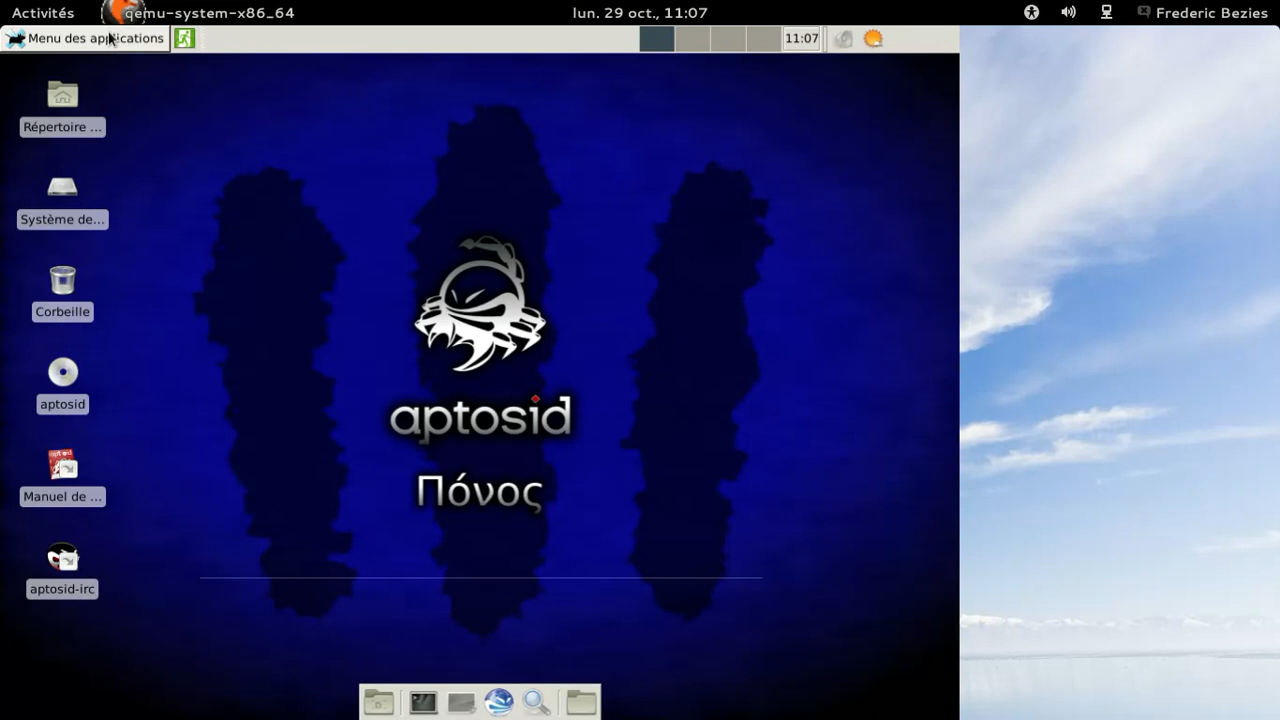 Activités
qemu-system-x86_64
lun. 29 oct., 11:07
Frederic Bezies
Menu des applications
11:07
Répertoire ...
Système de...
Corbeille
aptosid
Manuel de ...
aptosid-irc
aptosid
Πόνος